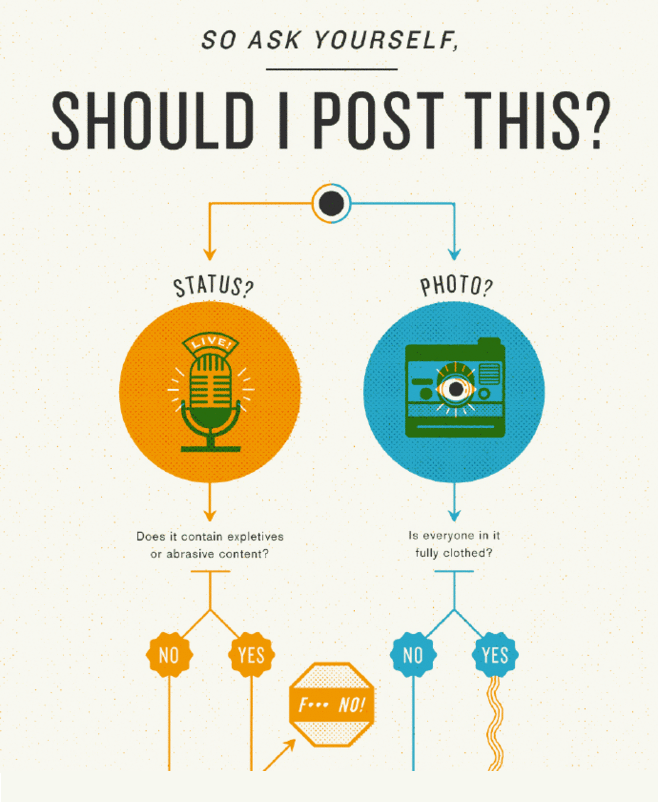 SO ASK YOURSELF,
SHOULD I POST THIS?
STATUS?
PHOTO?
LIVE!
Does it contain expletives
or abrasive content?
Is everyone in it
fully clothed?
NO
YES
NO
YES
F••• NO!